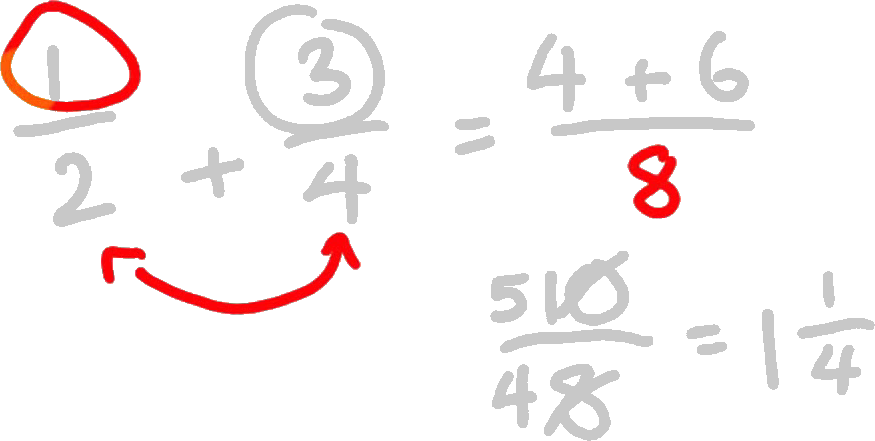 1/2 + 3/4 = (4 + 6)/8
5 10/4 8 = 1 1/4